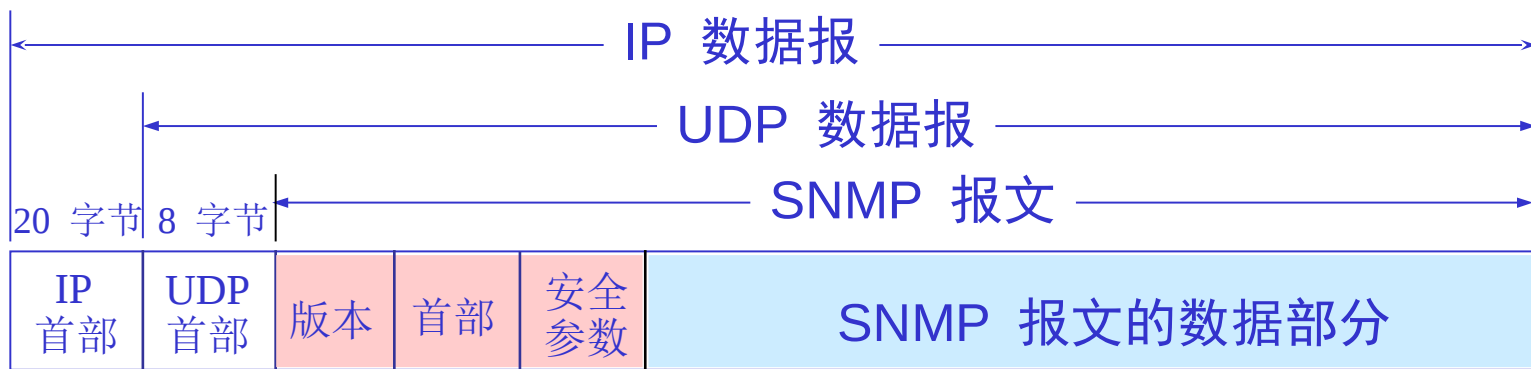 IP 数据报
UDP 数据报
SNMP 报文
20 字节
8 字节
IP
首部
UDP
首部
版本
首部
安全
参数
SNMP 报文的数据部分